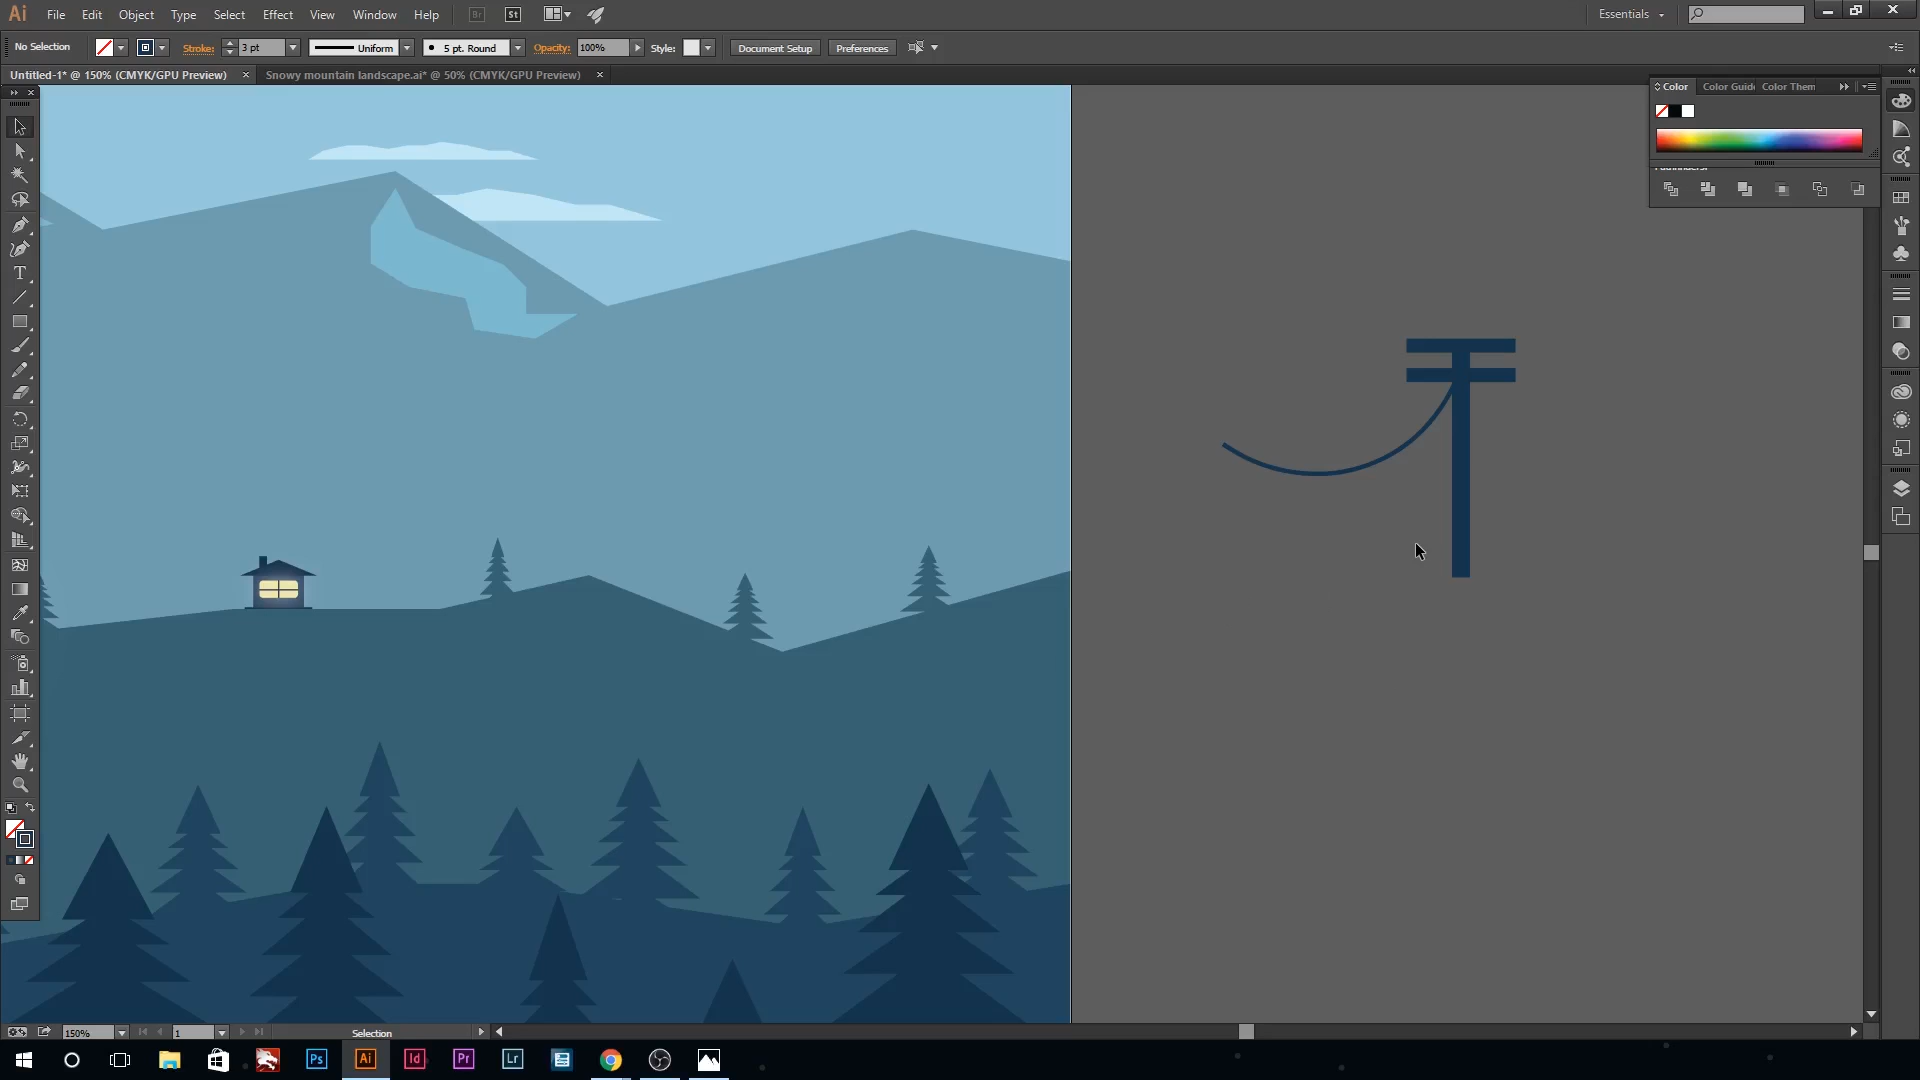 Ai File Edit Object Type Select Effect View Window Help Br St Essentials
No Selection Stroke: 3 pt Uniform 5 pt. Round Opacity: 100% Style: Document Setup Preferences
Untitled-1* @ 150% (CMYK/GPU Preview) × Snowy mountain landscape.ai* @ 50% (CMYK/GPU Preview) ×
Color Color Guid Color Them
T
150% 1 Selection
Ps Ai Id Pr Lr